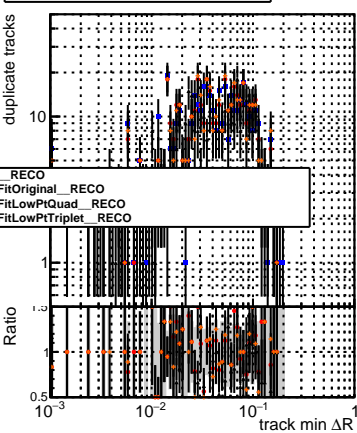 duplicate tracks
10
__RECO
FitOriginal__RECO
FitLowPtQuad__RECO
FitLowPtTriplet__RECO
1
Ratio
1.5
1
0.5
10⁻³ 10⁻² 10⁻¹ 1
track min ΔR